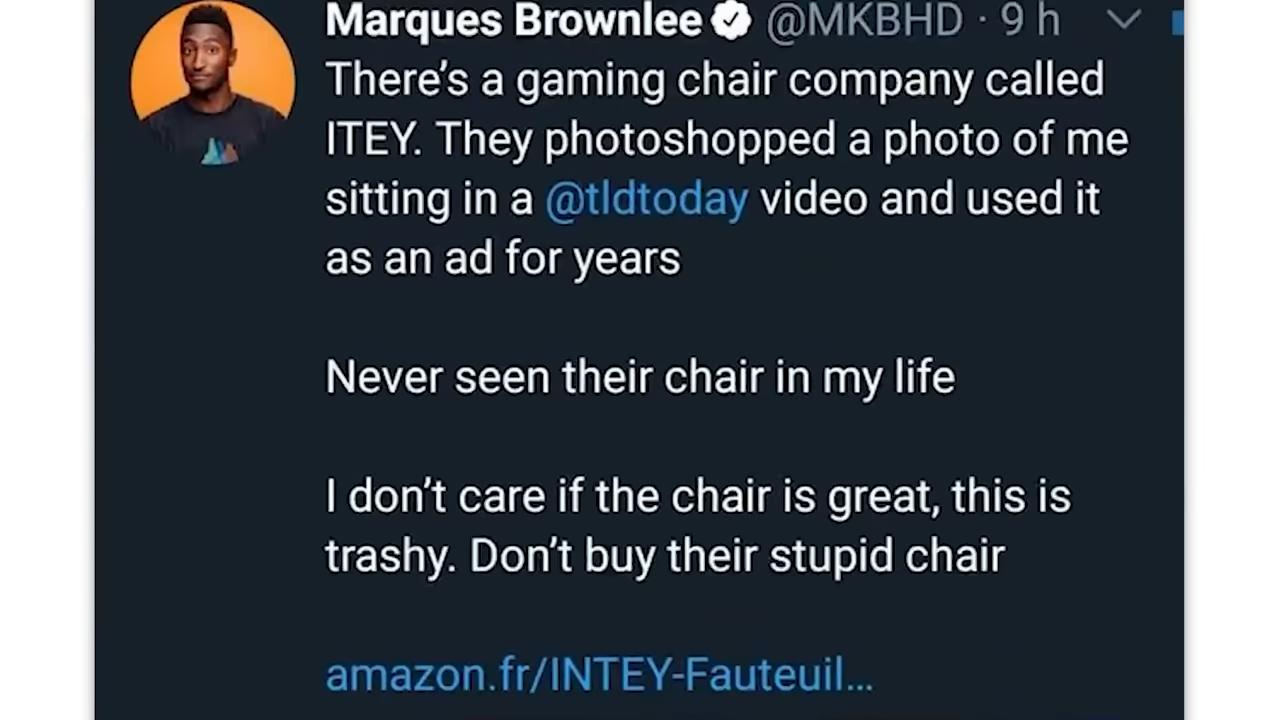 Marques Brownlee @MKBHD · 9 h
There’s a gaming chair company called
ITEY. They photoshopped a photo of me
sitting in a @tldtoday video and used it
as an ad for years
Never seen their chair in my life
I don’t care if the chair is great, this is
trashy. Don’t buy their stupid chair
amazon.fr/INTEY-Fauteuil...